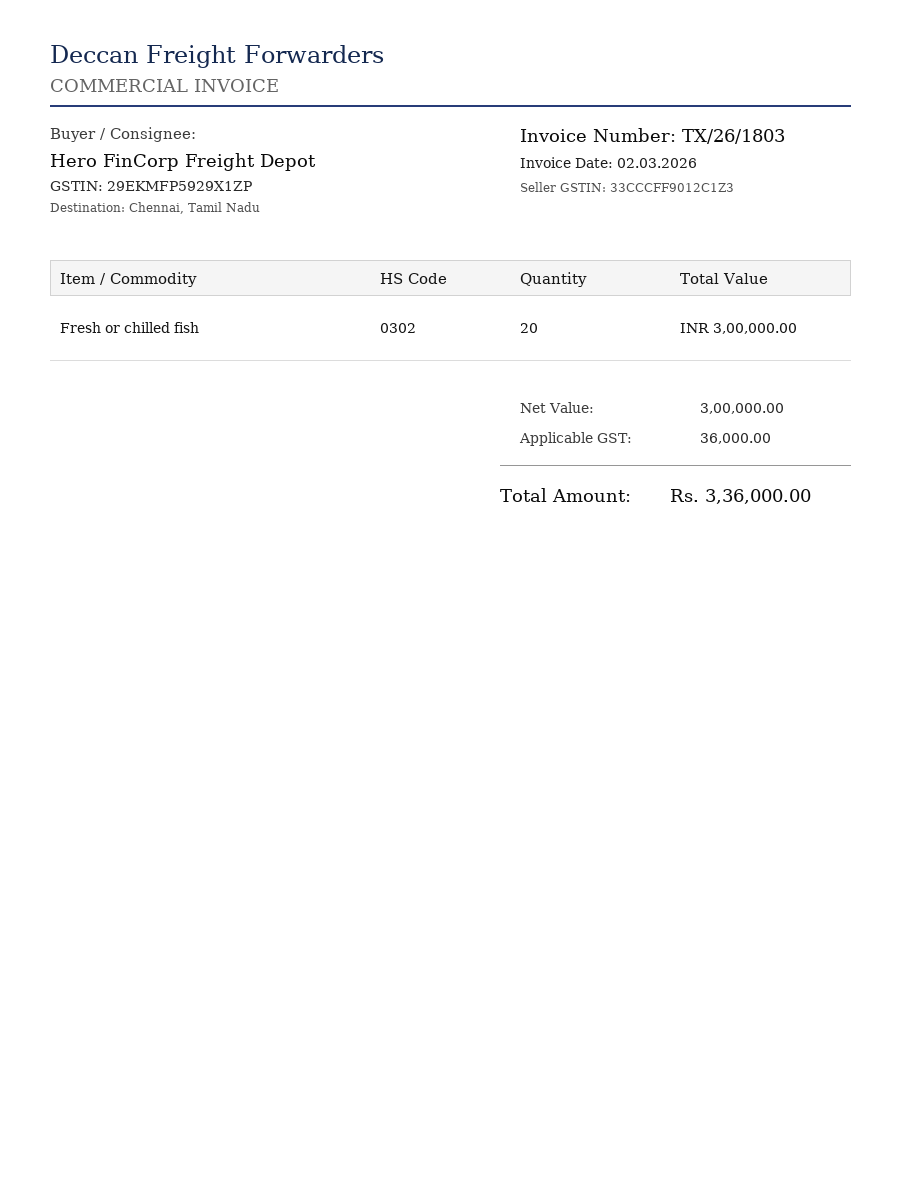 Deccan Freight Forwarders
COMMERCIAL INVOICE
Buyer / Consignee:
Hero FinCorp Freight Depot
GSTIN: 29EKMFP5929X1ZP
Destination: Chennai, Tamil Nadu
Invoice Number: TX/26/1803
Invoice Date: 02.03.2026
Seller GSTIN: 33CCCFF9012C1Z3
Item / Commodity HS Code Quantity Total Value
Fresh or chilled fish 0302 20 INR 3,00,000.00
Net Value: 3,00,000.00
Applicable GST: 36,000.00
Total Amount: Rs. 3,36,000.00